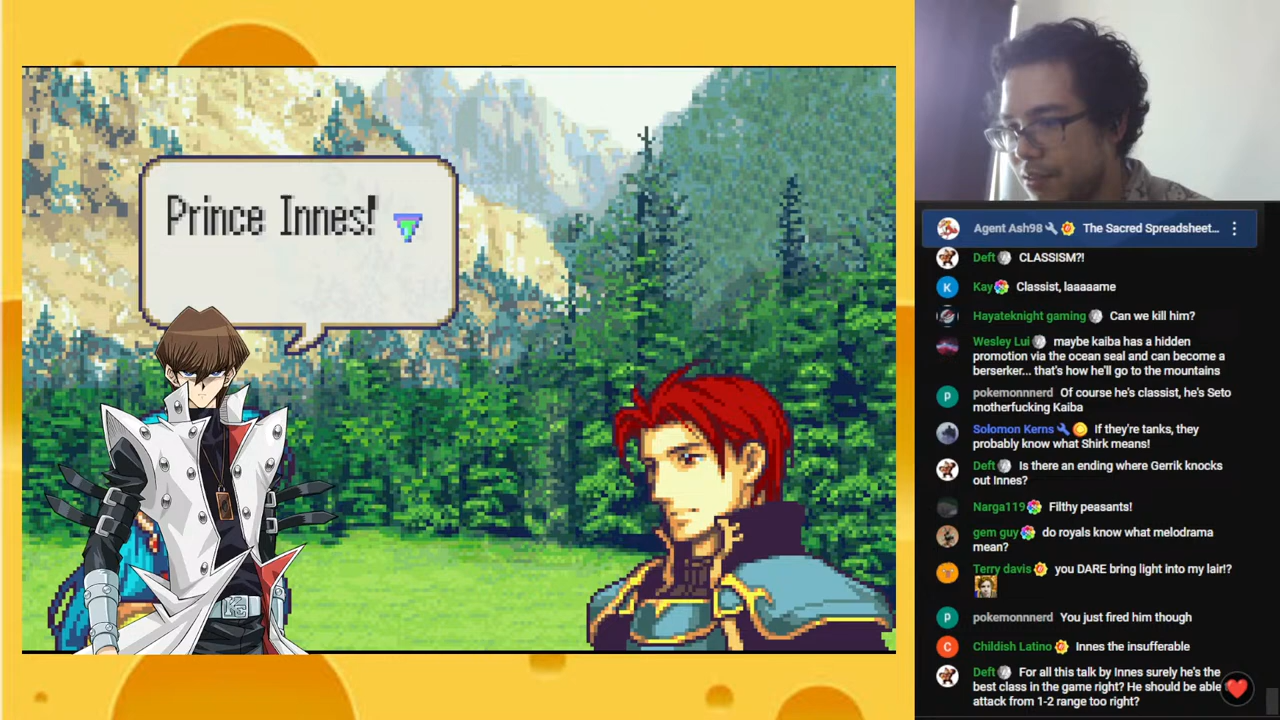 Prince Innes!
Agent Ash98 The Sacred Spreadsheet...
Deft CLASSISM?!
K
Kay Classist, laaaaame
Hayateknight gaming Can we kill him?
Wesley Lui maybe kaiba has a hidden
promotion via the ocean seal and can become a
berserker... that's how he'll go to the mountains
p
pokemonnnerd Of course he's classist, he's Seto
motherfucking Kaiba
Solomon Kerns If they're tanks, they
probably know what Shirk means!
Deft Is there an ending where Gerrik knocks
out Innes?
Narga119 Filthy peasants!
gem guy do royals know what melodrama
mean?
Terry davis you DARE bring light into my lair!?
p
pokemonnnerd You just fired him though
C
Childish Latino Innes the insufferable
Deft For all this talk by Innes surely he's the
best class in the game right? He should be able
attack from 1-2 range too right?